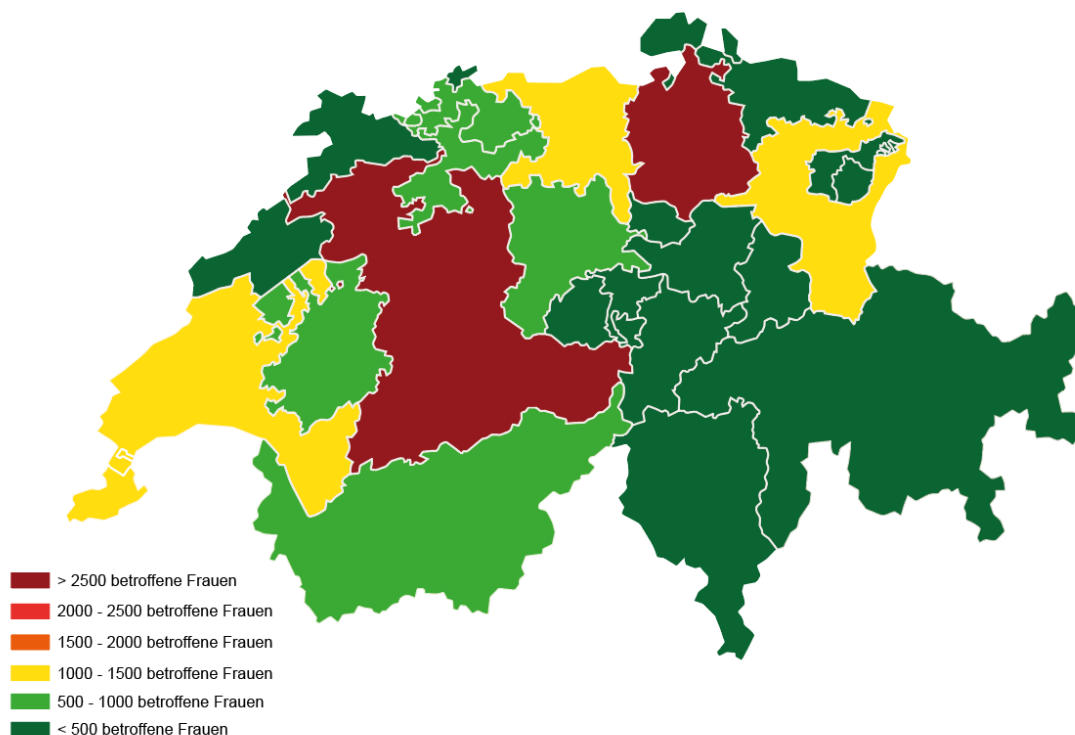 > 2500 betroffene Frauen
2000 - 2500 betroffene Frauen
1500 - 2000 betroffene Frauen
1000 - 1500 betroffene Frauen
500 - 1000 betroffene Frauen
< 500 betroffene Frauen